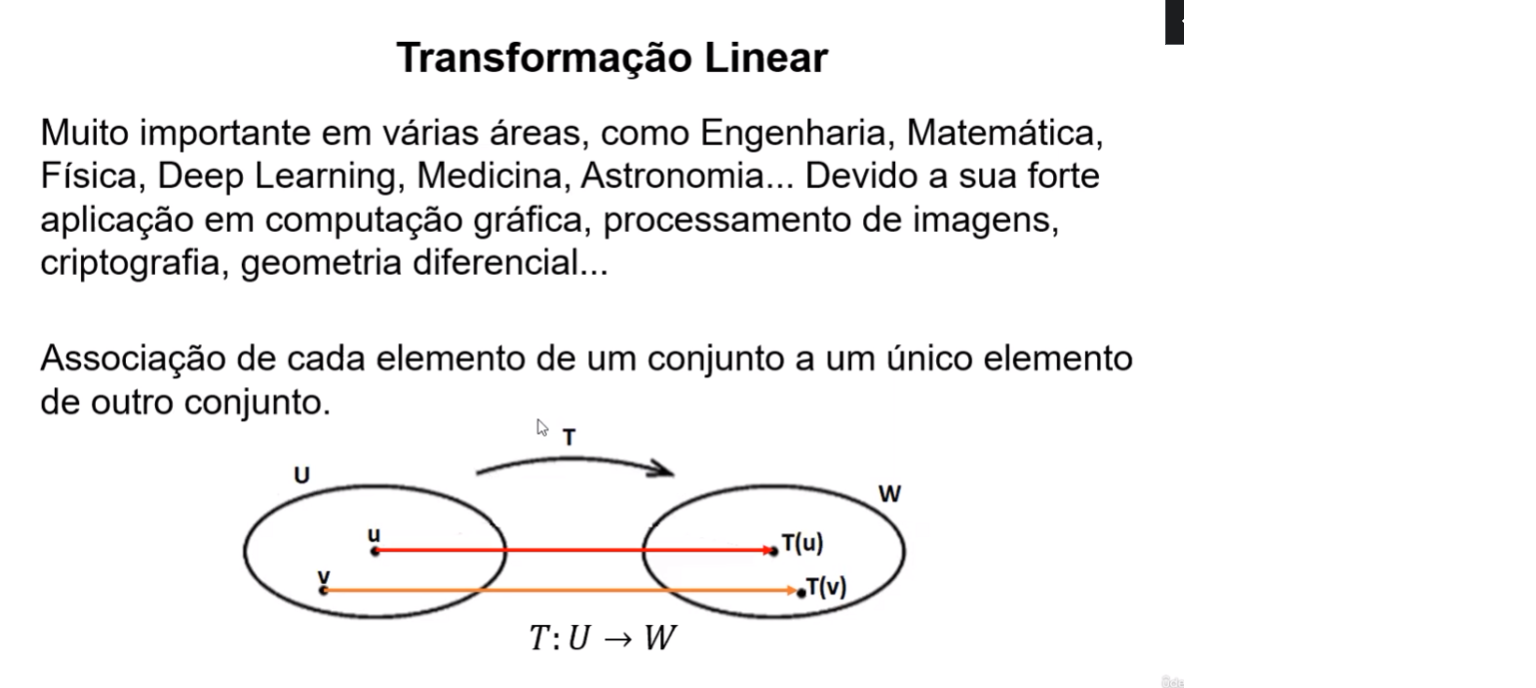 Transformação Linear
Muito importante em várias áreas, como Engenharia, Matemática,
Física, Deep Learning, Medicina, Astronomia... Devido a sua forte
aplicação em computação gráfica, processamento de imagens,
criptografia, geometria diferencial...
Associação de cada elemento de um conjunto a um único elemento
de outro conjunto.
T
U
W
u
T(u)
v
T(v)
T: U → W